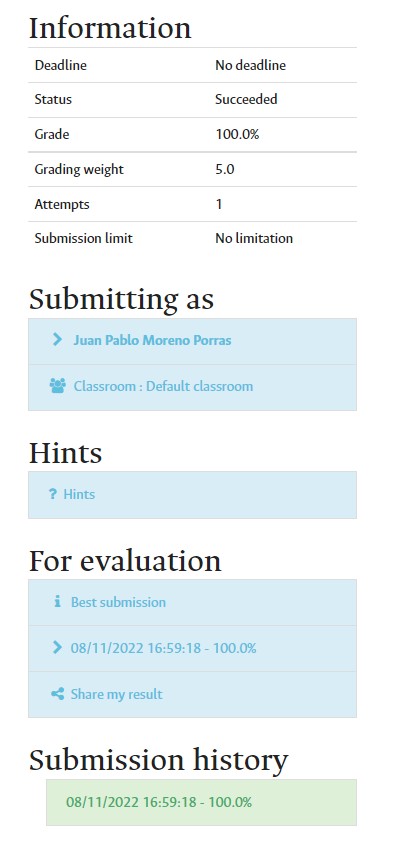 Information
Deadline No deadline
Status Succeeded
Grade 100.0%
Grading weight 5.0
Attempts 1
Submission limit No limitation
Submitting as
Juan Pablo Moreno Porras
Classroom : Default classroom
Hints
? Hints
For evaluation
Best submission
08/11/2022 16:59:18 - 100.0%
Share my result
Submission history
08/11/2022 16:59:18 - 100.0%